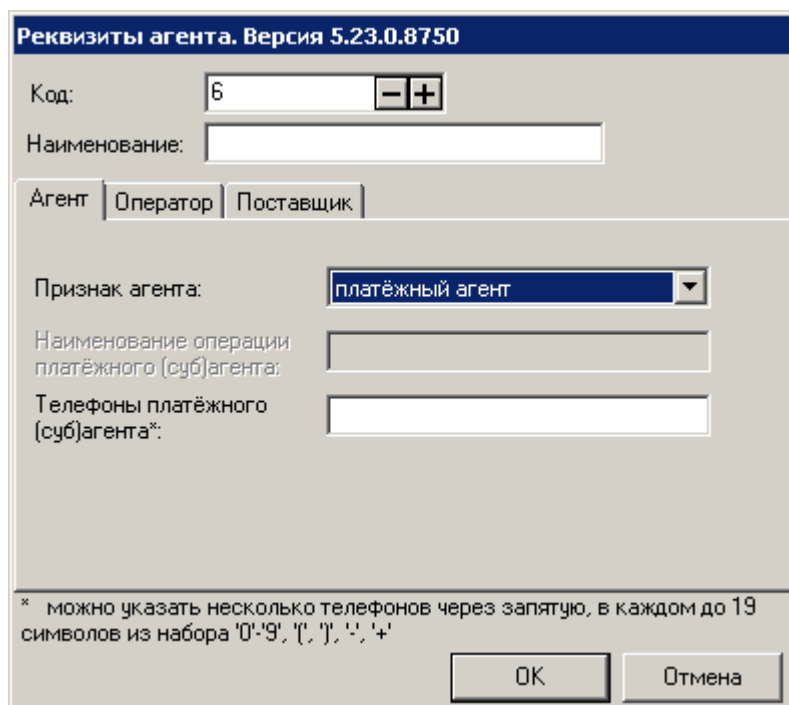 Реквизиты агента. Версия 5.23.0.8750
Код: 6
Наименование:
Агент Оператор Поставщик
Признак агента: платёжный агент
Наименование операции
платёжного (суб)агента:
Телефоны платёжного
(суб)агента*:
* можно указать несколько телефонов через запятую, в каждом до 19
символов из набора '0'-'9', '(', ')', '-', '+'
OK Отмена